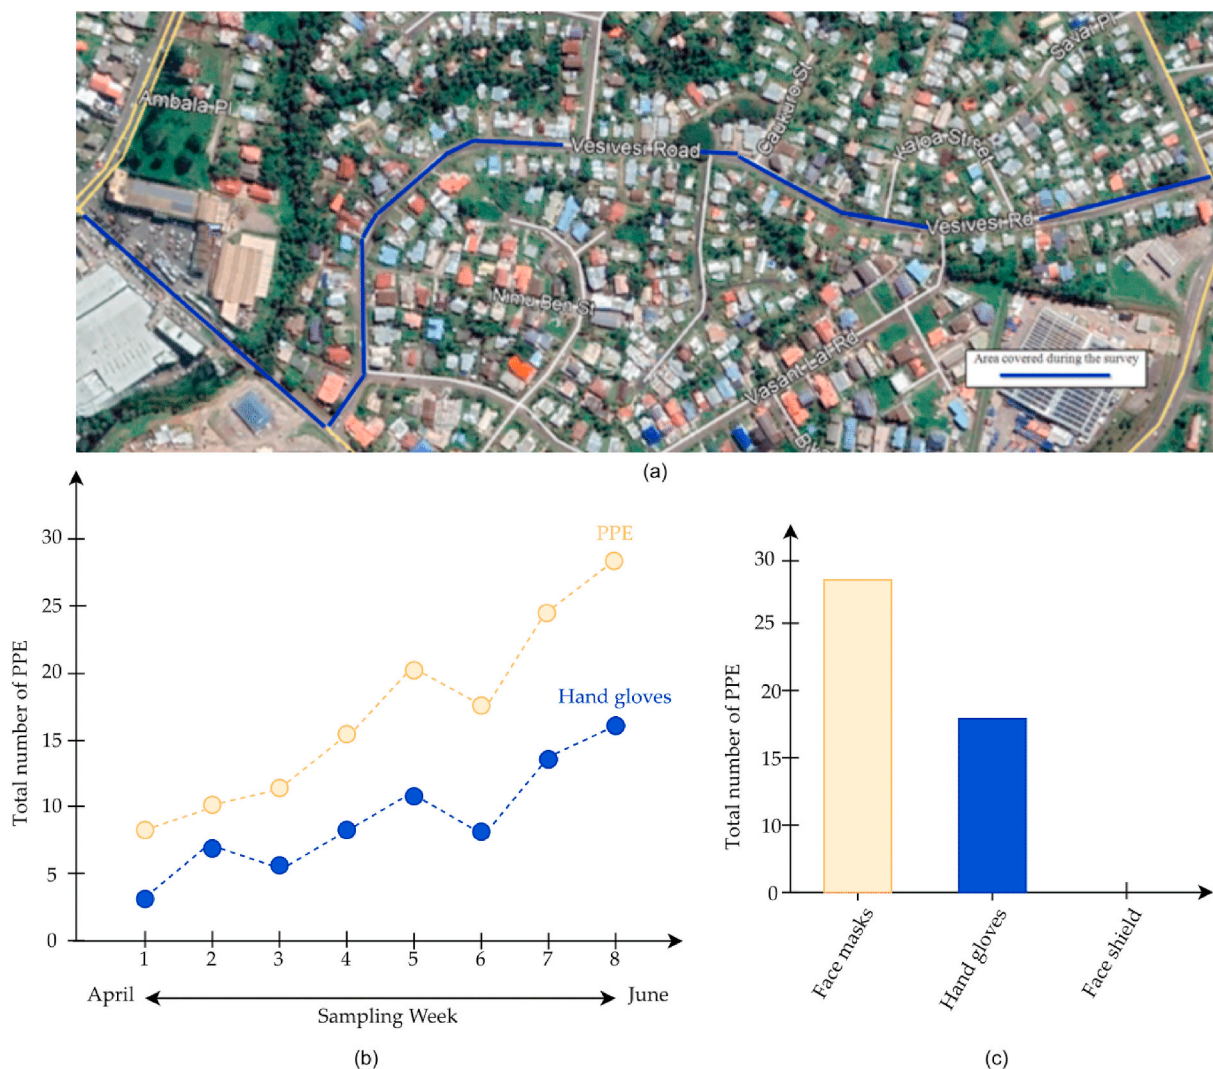 Ambala Pl
Vesivesi Road
Caukuro St
Savai Pl
Kaloa Street
Vesivesi Rd
Nimu Ben St
Vasant Lal Rd
Area covered during the survey
(a)
Total number of PPE
30
25
20
15
10
5
0
PPE
Hand gloves
1 2 3 4 5 6 7 8
April June
Sampling Week
(b)
Total number of PPE
30
25
20
15
10
0
Face masks
Hand gloves
Face shield
(c)